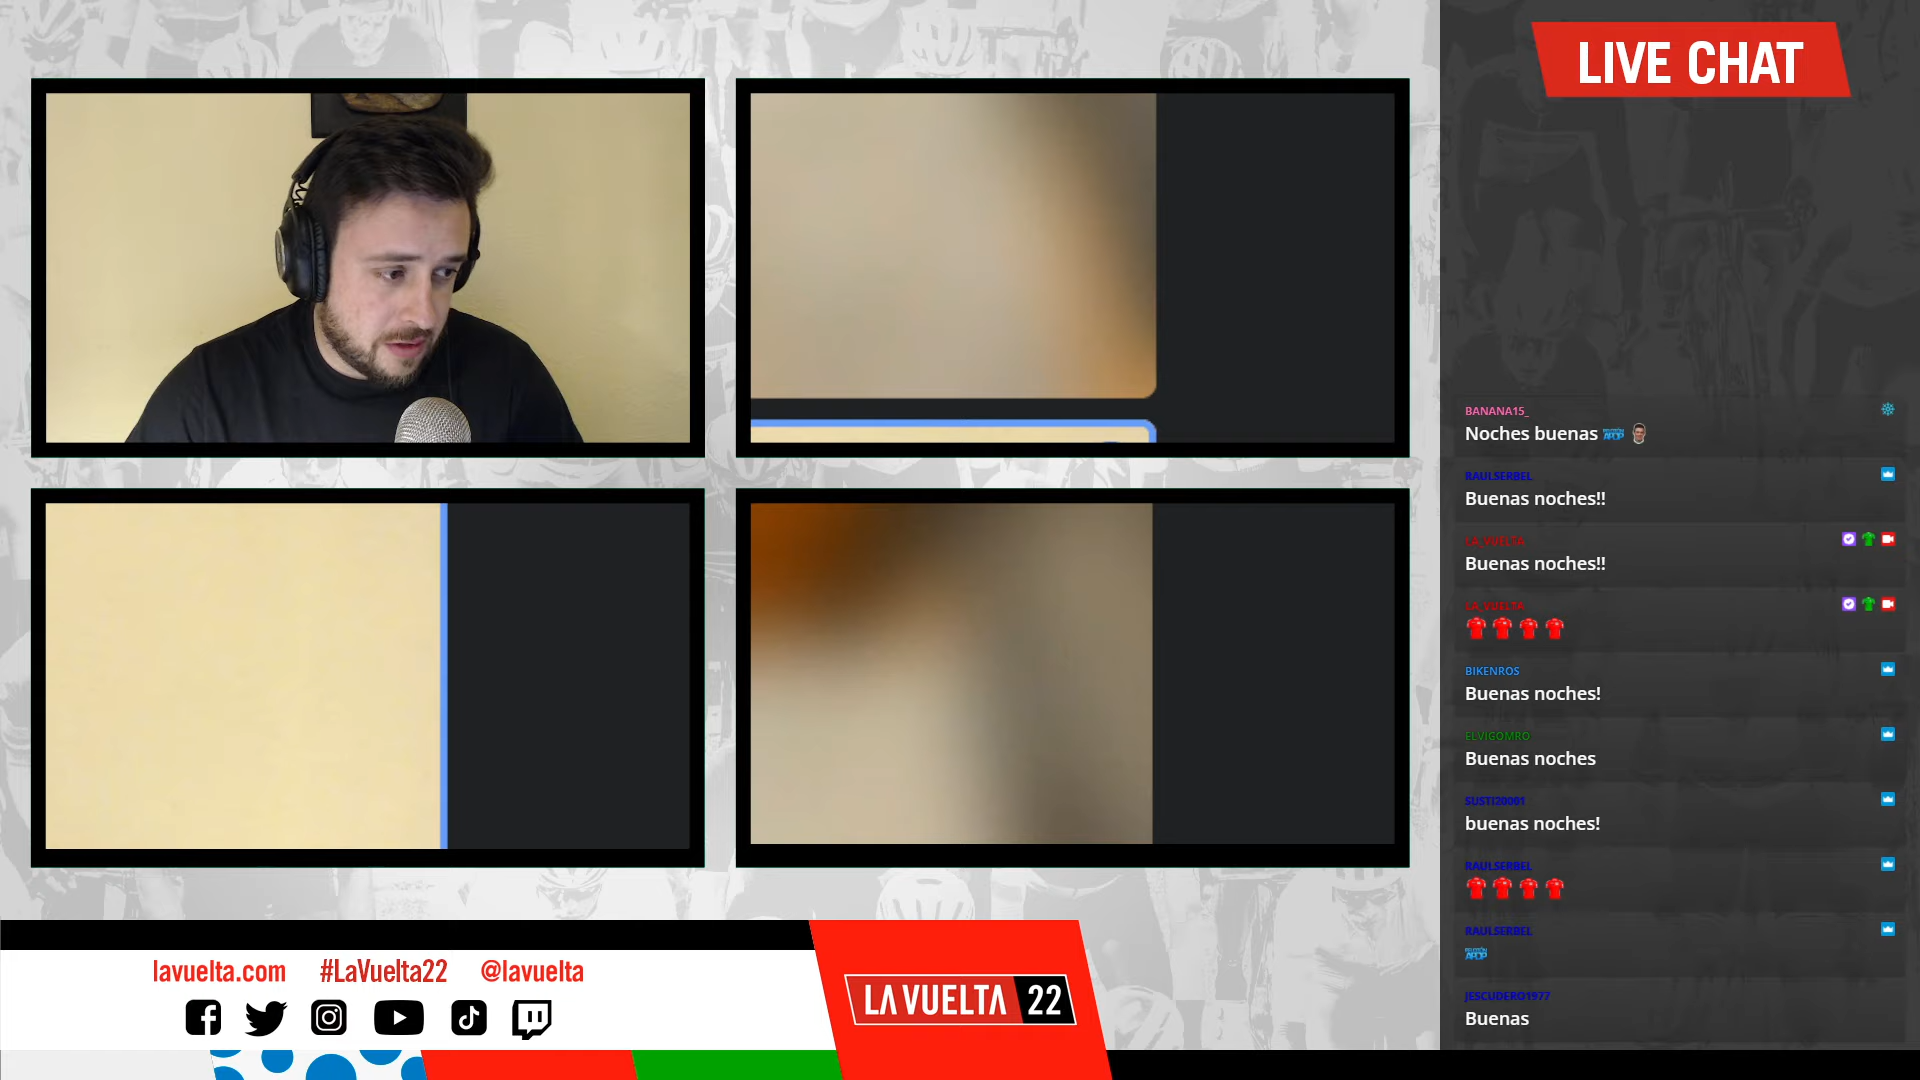 LIVE CHAT
BANANA15_
Noches buenas
RAULSERBEL
Buenas noches!!
LA_VUELTA
Buenas noches!!
LA_VUELTA
BIKENROS
Buenas noches!
ELVIGOMRO
Buenas noches
SUSTI20001
buenas noches!
RAULSERBEL
RAULSERBEL
JESCUDERO1977
Buenas
lavuelta.com #LaVuelta22 @lavuelta
LA VUELTA 22